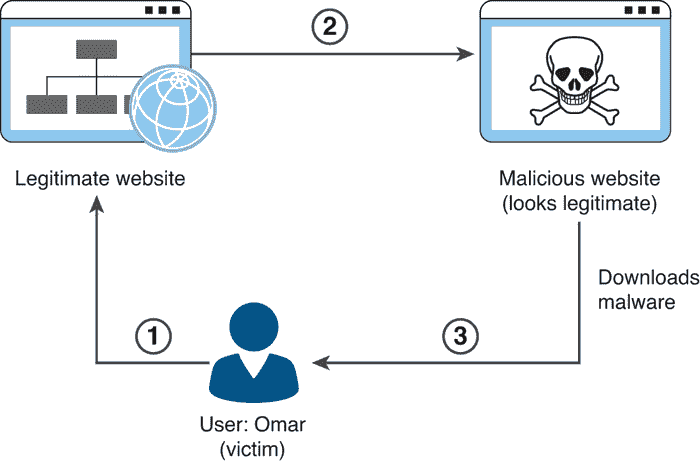 2
Legitimate website
Malicious website
(looks legitimate)
Downloads
malware
1
3
User: Omar
(victim)